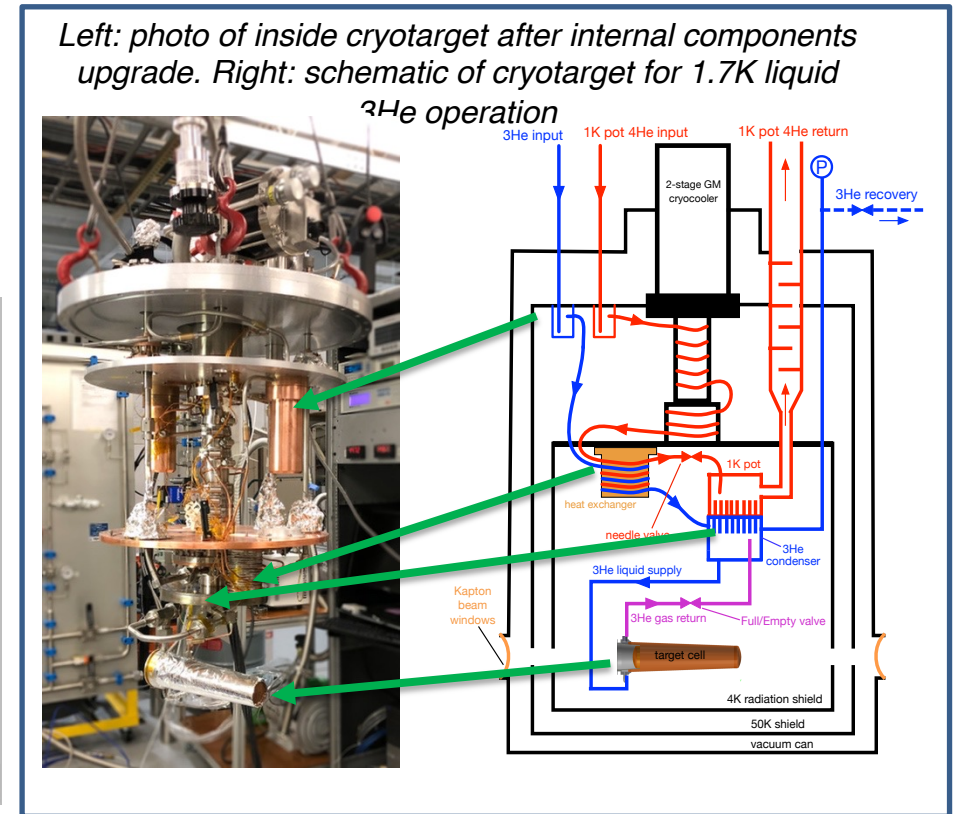 Left: photo of inside cryotarget after internal components
upgrade. Right: schematic of cryotarget for 1.7K liquid
3He operation
3He input
1K pot 4He input
1K pot 4He return
P
2-stage GM
cryocooler
3He recovery
1K pot
heat exchanger
needle valve
3He
condenser
3He liquid supply
Kapton
beam
windows
3He gas return
Full/Empty valve
target cell
4K radiation shield
50K shield
vacuum can